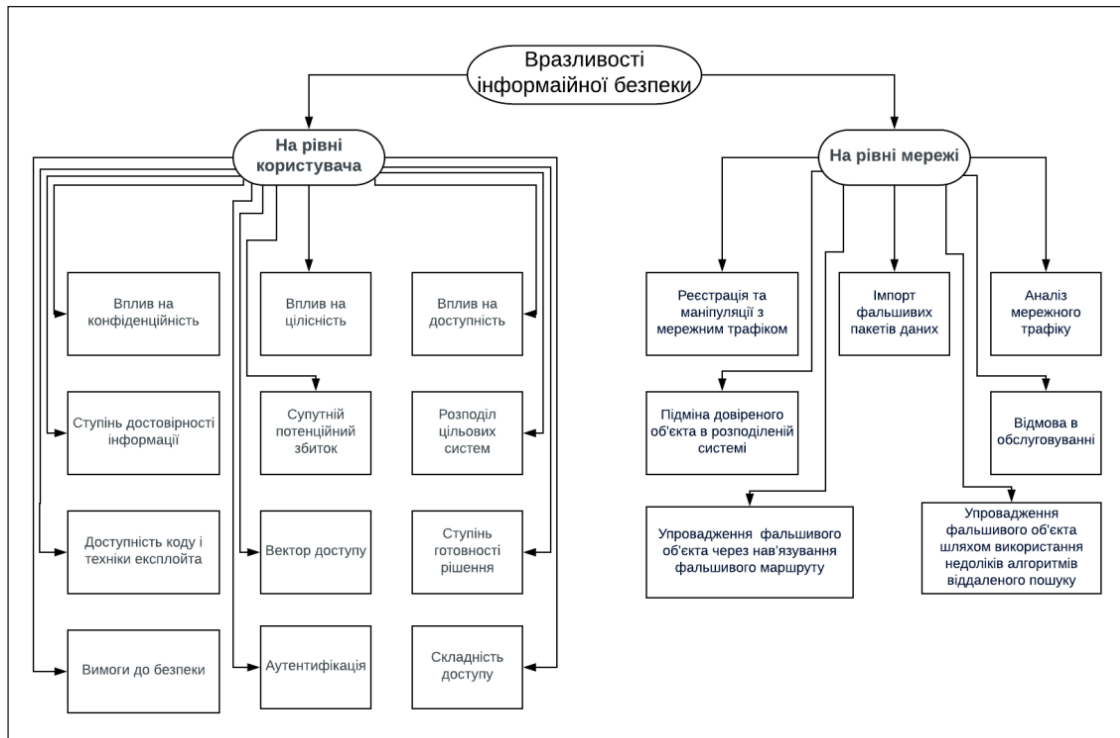 Вразливості
інформаійної безпеки
На рівні
користувача
На рівні мережі
Вплив на
конфіденційність
Вплив на
цілісність
Вплив на
доступність
Реєстрація та
маніпуляції з
мережним трафіком
Імпорт
фальшивих
пакетів даних
Аналіз
мережного
трафіку
Ступінь достовірності
інформації
Супутній
потенційний
збиток
Розподіл
цільових
систем
Підміна довіреного
об'єкта в розподіленій
системі
Відмова в
обслуговуванні
Доступність коду і
техніки експлойта
Вектор доступу
Ступінь
готовності
рішення
Упровадження фальшивого
об'єкта через нав'язування
фальшивого маршруту
Упровадження
фальшивого об'єкта
шляхом використання
недоліків алгоритмів
віддаленого пошуку
Вимоги до безпеки
Аутентифікація
Складність
доступу